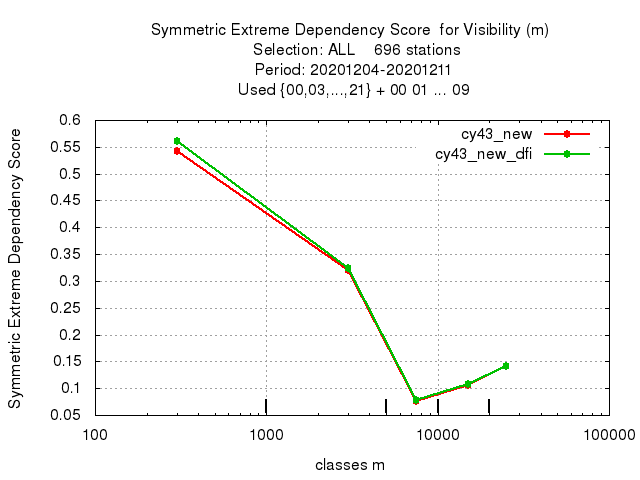 Symmetric Extreme Dependency Score  for Visibility (m)
Selection: ALL    696 stations
Period: 20201204-20201211
Used {00,03,...,21} + 00 01 ... 09
cy43_new
cy43_new_dfi
Symmetric Extreme Dependency Score
0.6
0.55
0.5
0.45
0.4
0.35
0.3
0.25
0.2
0.15
0.1
0.05
100 1000 10000 100000
classes m